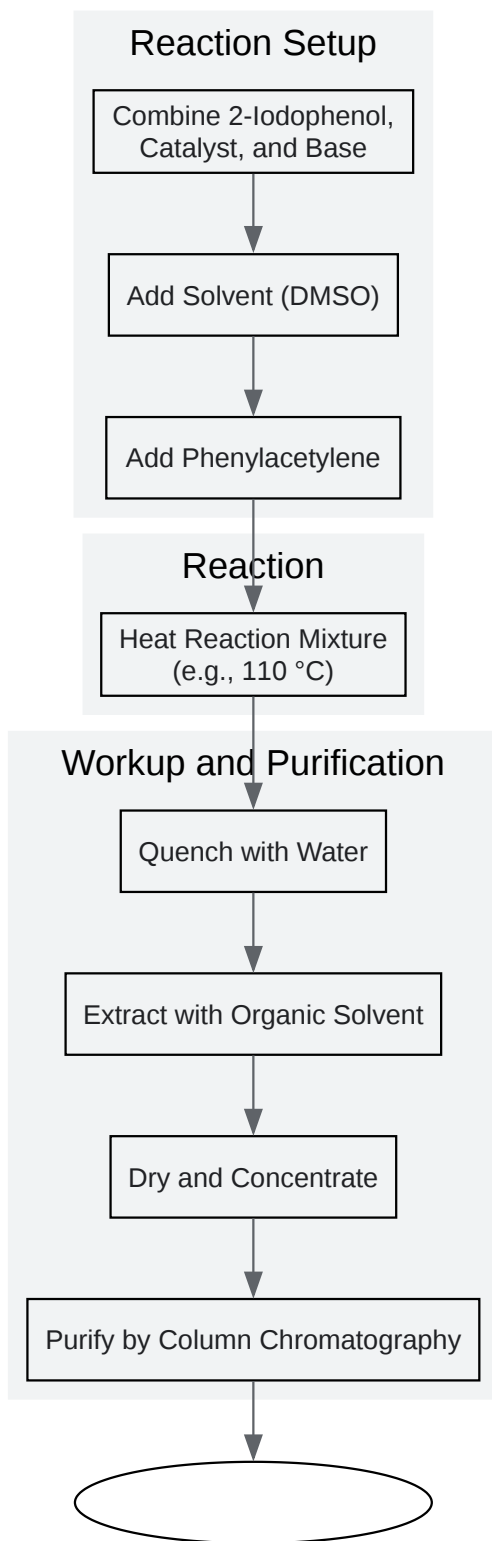 Reaction Setup
Combine 2-Iodophenol,
Catalyst, and Base
Add Solvent (DMSO)
Add Phenylacetylene
Reaction
Heat Reaction Mixture
(e.g., 110 °C)
Workup and Purification
Quench with Water
Extract with Organic Solvent
Dry and Concentrate
Purify by Column Chromatography